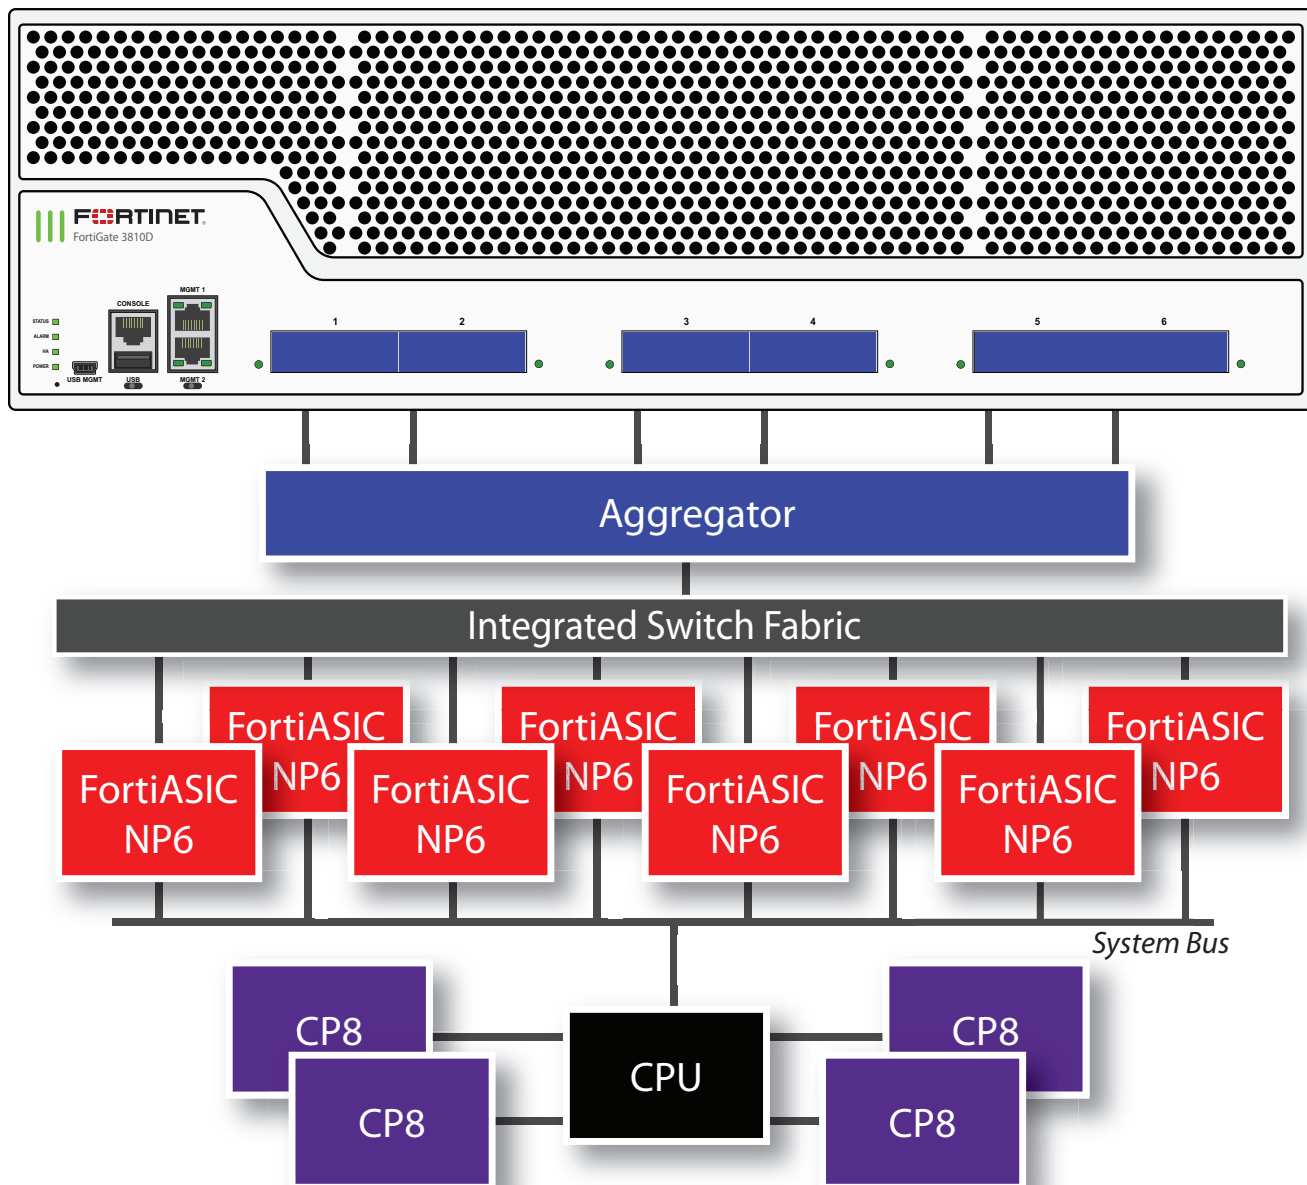 FORTINET
FortiGate 3810D
MGMT 1
CONSOLE
STATUS
ALARM
HA
POWER
USB MGMT
USB
MGMT 2
1
2
3
4
5
6
Aggregator
Integrated Switch Fabric
FortiASIC
NP6
FortiASIC
NP6
FortiASIC
NP6
FortiASIC
NP6
FortiASIC
NP6
FortiASIC
NP6
FortiASIC
NP6
FortiASIC
NP6
System Bus
CP8
CP8
CPU
CP8
CP8